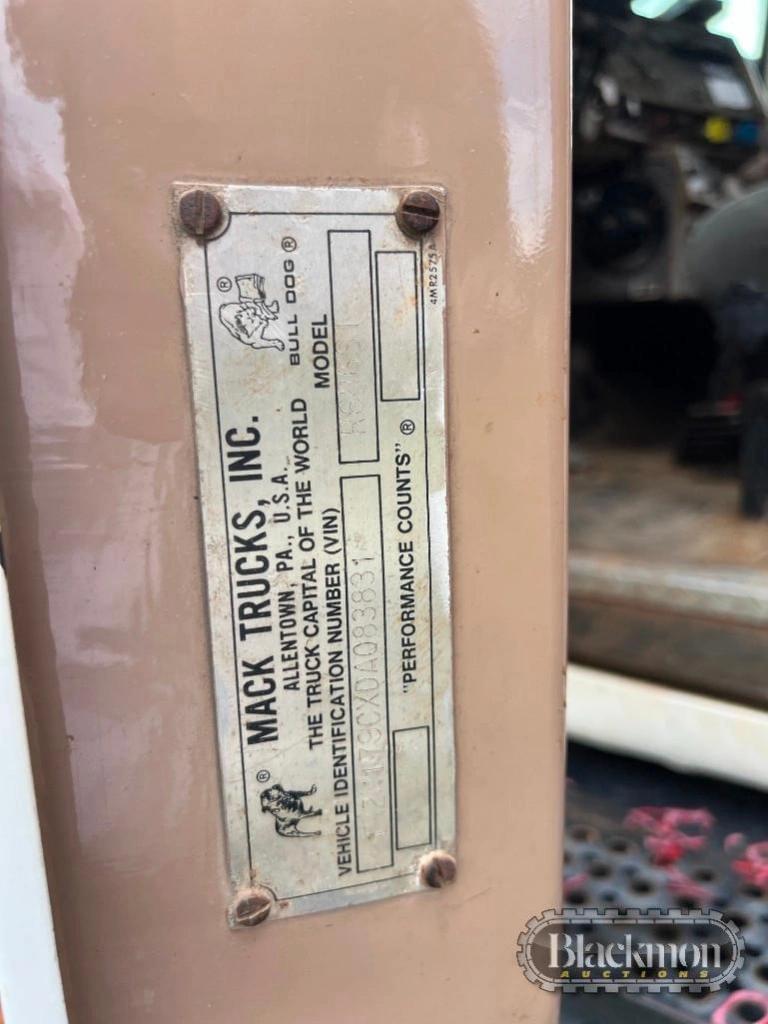 MACK TRUCKS, INC.
ALLENTOWN, PA., U.S.A.
THE TRUCK CAPITAL OF THE WORLD
® BULL DOG ®
VEHICLE IDENTIFICATION NUMBER (VIN)
MODEL
"PERFORMANCE COUNTS" ®
4MR2575A
Blackmon
AUCTIONS